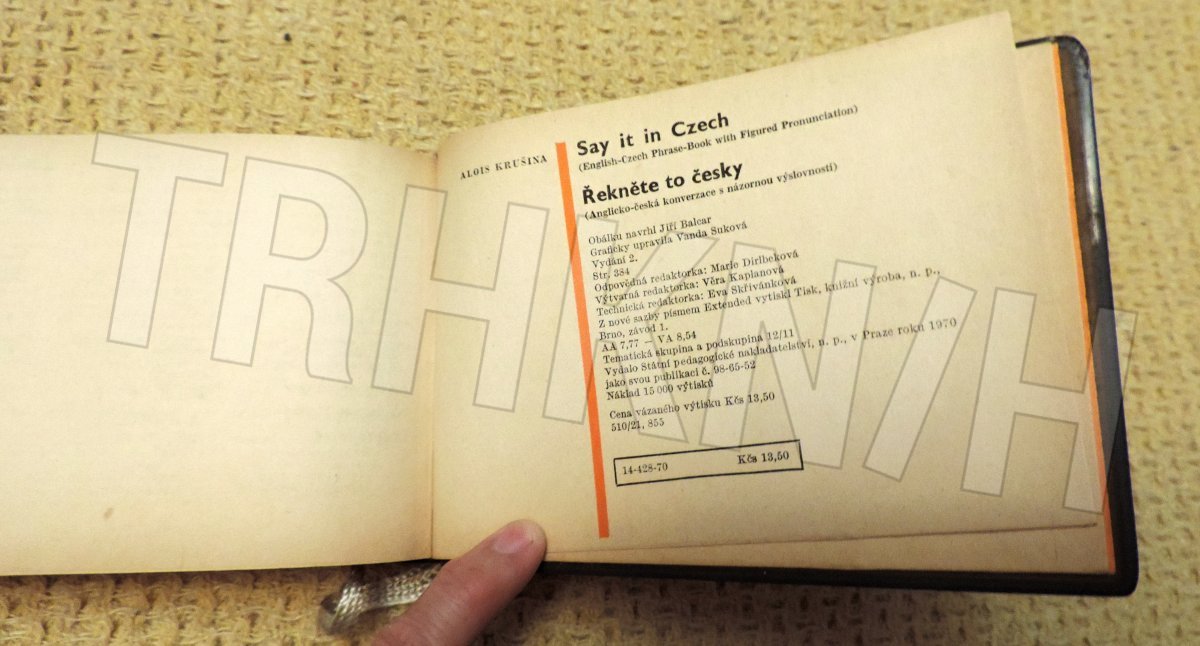 ALOIS KRUŠINA
Say it in Czech
(English-Czech Phrase-Book with Figured Pronunciation)
Řekněte to česky
(Anglicko-česká konverzace s názornou výslovností)
Obálku navrhl Jiří Balcar
Graficky upravila Vanda Suková
Vydání 2.
Str. 384
Odpovědná redaktorka: Marie Dirlbeková
Výtvarná redaktorka: Věra Kaplanová
Technická redaktorka: Eva Skřivánková
Z nové sazby písmem Extended vytiskl Tisk, knižní výroba, n. p.,
Brno, závod 1.
AA 7,77 — VA 8,54
Tematická skupina a podskupina 12/11
Vydalo Státní pedagogické nakladatelství, n. p., v Praze roku 1970
jako svou publikaci č. 98-65-52
Náklad 15 000 výtisků
Cena vázaného výtisku Kčs 13,50
510/21, 855
14-428-70 Kčs 13,50
TRHKNIH